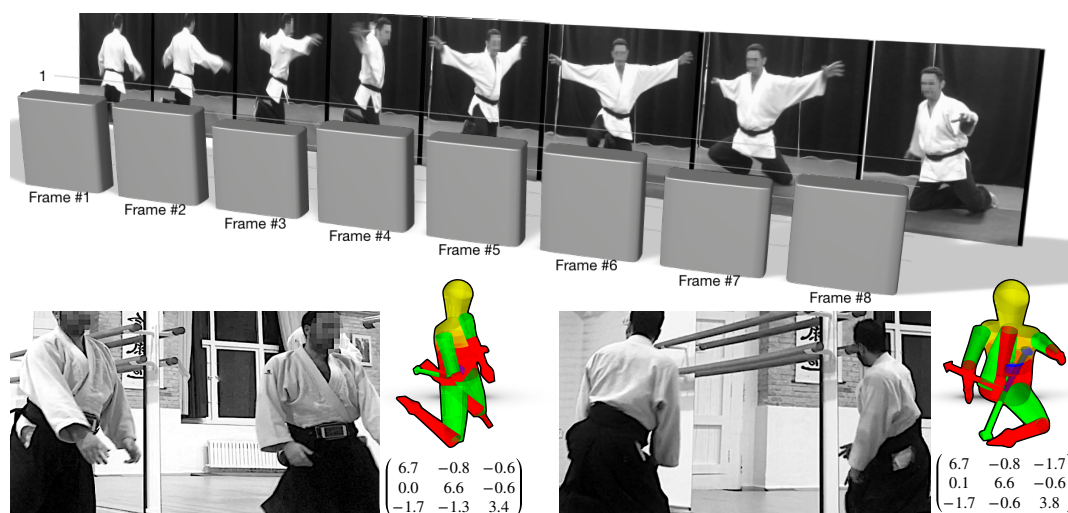 1
Frame #1
Frame #2
Frame #3
Frame #4
Frame #5
Frame #6
Frame #7
Frame #8
6.7 −0.8 −0.6
0.0 6.6 −0.6
−1.7 −1.3 3.4
6.7 −0.8 −1.7
0.1 6.6 −0.6
−1.7 −0.6 3.8